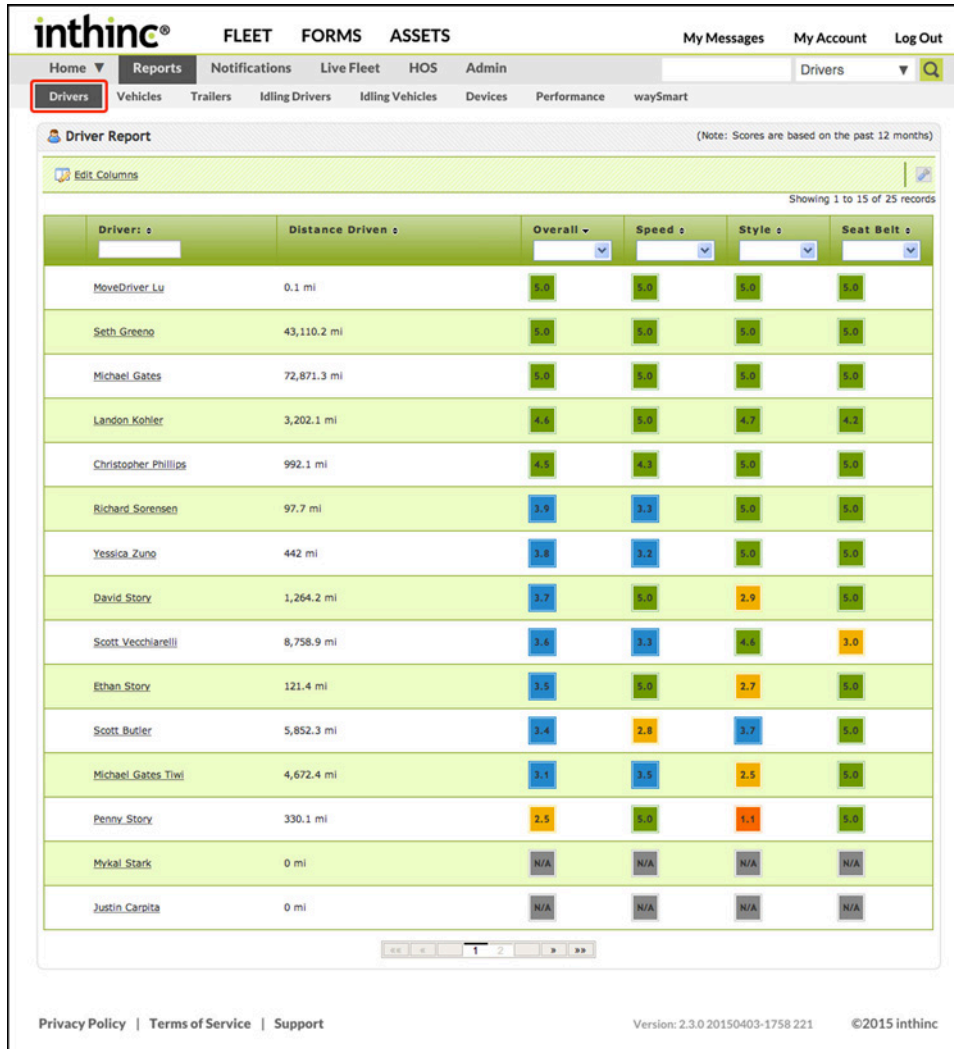 inthinc® FLEET FORMS ASSETS My Messages My Account Log Out
Home ▼ Reports Notifications Live Fleet HOS Admin Drivers ▼
Drivers Vehicles Trailers Idling Drivers Idling Vehicles Devices Performance waySmart
Driver Report (Note: Scores are based on the past 12 months)
Edit Columns
Showing 1 to 15 of 25 records
Driver: Distance Driven Overall Speed Style Seat Belt
MoveDriver Lu 0.1 mi 5.0 5.0 5.0 5.0
Seth Greeno 43,110.2 mi 5.0 5.0 5.0 5.0
Michael Gates 72,871.3 mi 5.0 5.0 5.0 5.0
Landon Kohler 3,202.1 mi 4.6 5.0 4.7 4.2
Christopher Phillips 992.1 mi 4.5 4.3 5.0 5.0
Richard Sorensen 97.7 mi 3.9 3.3 5.0 5.0
Yessica Zuno 442 mi 3.8 3.2 5.0 5.0
David Story 1,264.2 mi 3.7 5.0 2.9 5.0
Scott Vecchiarelli 8,758.9 mi 3.6 3.3 4.6 3.0
Ethan Story 121.4 mi 3.5 5.0 2.7 5.0
Scott Butler 5,852.3 mi 3.4 2.8 3.7 5.0
Michael Gates Tiwi 4,672.4 mi 3.1 3.5 2.5 5.0
Penny Story 330.1 mi 2.5 5.0 1.1 5.0
Mykal Stark 0 mi N/A N/A N/A N/A
Justin Carpita 0 mi N/A N/A N/A N/A
«« « 1 2 » »»
Privacy Policy | Terms of Service | Support Version: 2.3.0 20150403-1758 221 ©2015 inthinc